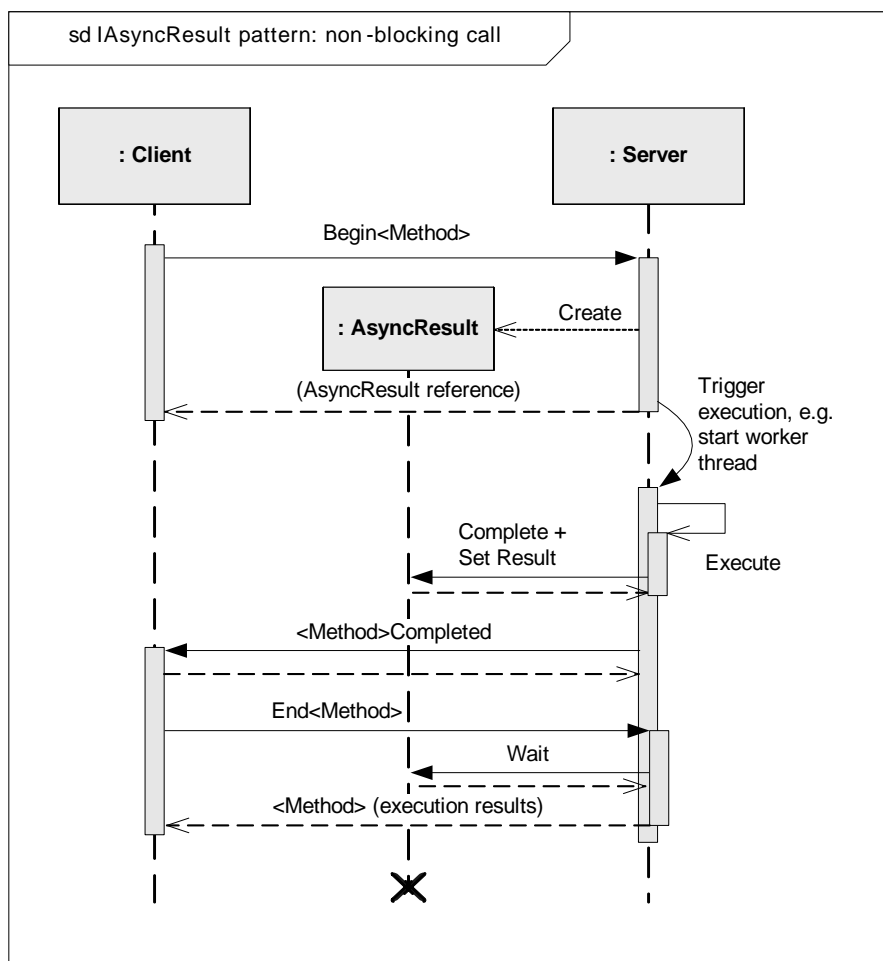 sd IAsyncResult pattern: non-blocking call
: Client
: Server
Begin<Method>
Create
: AsyncResult
(AsyncResult reference)
Trigger
execution, e.g.
start worker
thread
Complete +
Set Result
Execute
<Method>Completed
End<Method>
Wait
<Method> (execution results)